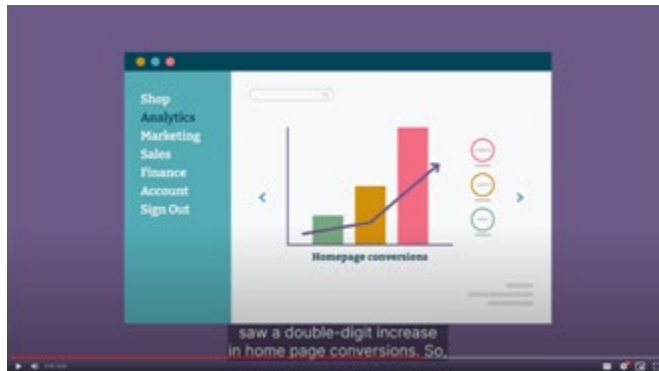 Shop
Analytics
Marketing
Sales
Finance
Account
Sign Out
Homepage conversions
saw a double-digit increase
in home page conversions. So,